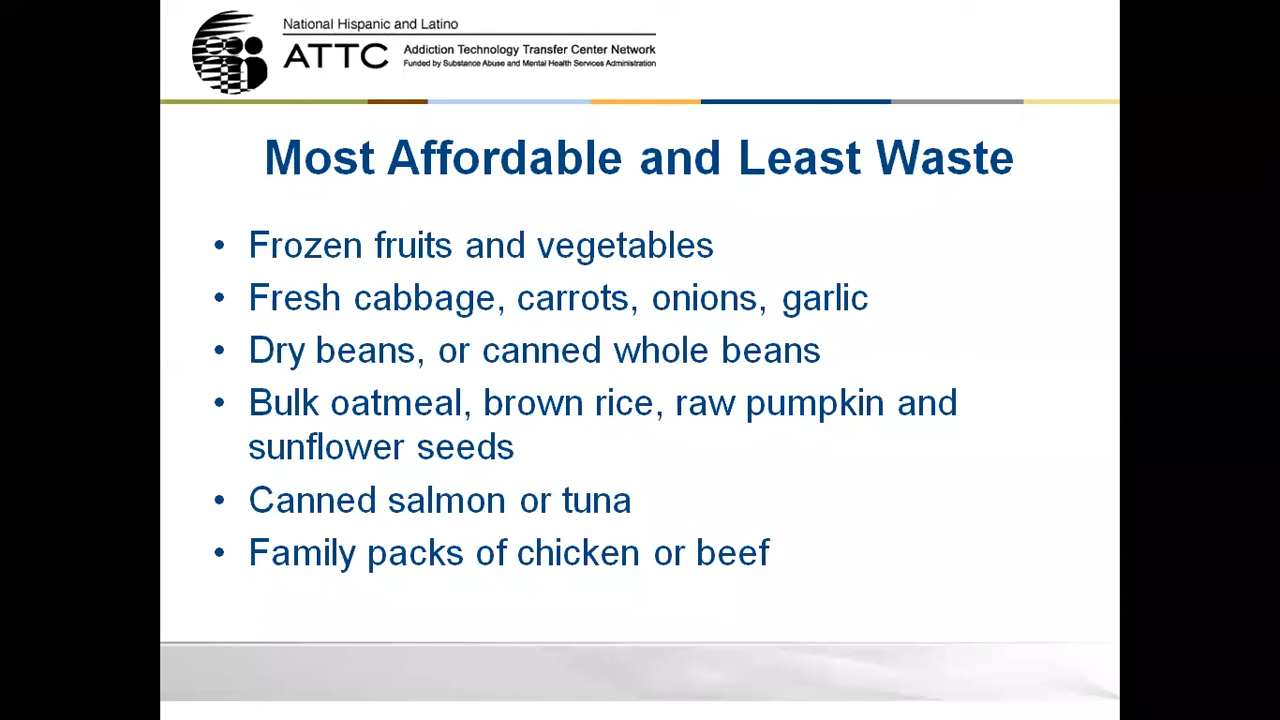 National Hispanic and Latino
ATTC
Addiction Technology Transfer Center Network
Funded by Substance Abuse and Mental Health Services Administration
Most Affordable and Least Waste
• Frozen fruits and vegetables
• Fresh cabbage, carrots, onions, garlic
• Dry beans, or canned whole beans
• Bulk oatmeal, brown rice, raw pumpkin and
sunflower seeds
• Canned salmon or tuna
• Family packs of chicken or beef